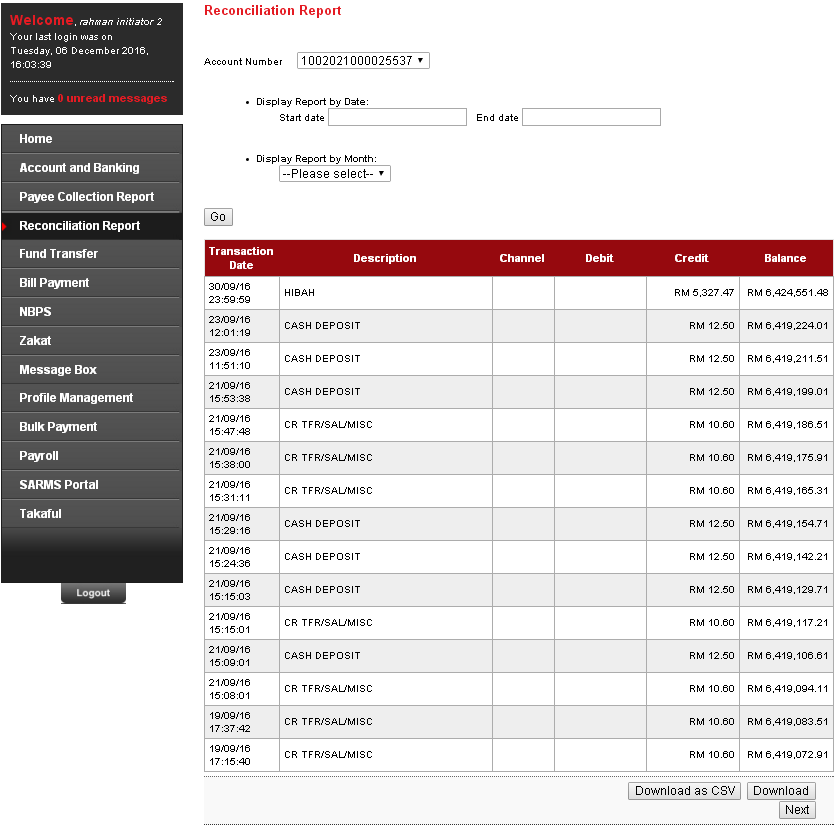 Welcome, rahman initiator 2
Your last login was on
Tuesday, 06 December 2016,
16:03:39
You have 0 unread messages
Home
Account and Banking
Payee Collection Report
Reconciliation Report
Fund Transfer
Bill Payment
NBPS
Zakat
Message Box
Profile Management
Bulk Payment
Payroll
SARMS Portal
Takaful
Logout
Reconciliation Report
Account Number 1002021000025537
• Display Report by Date:
Start date End date
• Display Report by Month:
--Please select--
Go
Transaction Date Description Channel Debit Credit Balance
30/09/16 23:59:59 HIBAH RM 5,327.47 RM 6,424,551.48
23/09/16 12:01:19 CASH DEPOSIT RM 12.50 RM 6,419,224.01
23/09/16 11:51:10 CASH DEPOSIT RM 12.50 RM 6,419,211.51
21/09/16 15:53:38 CASH DEPOSIT RM 12.50 RM 6,419,199.01
21/09/16 15:47:48 CR TFR/SAL/MISC RM 10.60 RM 6,419,186.51
21/09/16 15:38:00 CR TFR/SAL/MISC RM 10.60 RM 6,419,175.91
21/09/16 15:31:11 CR TFR/SAL/MISC RM 10.60 RM 6,419,165.31
21/09/16 15:29:16 CASH DEPOSIT RM 12.50 RM 6,419,154.71
21/09/16 15:24:36 CASH DEPOSIT RM 12.50 RM 6,419,142.21
21/09/16 15:15:03 CASH DEPOSIT RM 12.50 RM 6,419,129.71
21/09/16 15:15:01 CR TFR/SAL/MISC RM 10.60 RM 6,419,117.21
21/09/16 15:09:01 CASH DEPOSIT RM 12.50 RM 6,419,106.61
21/09/16 15:08:01 CR TFR/SAL/MISC RM 10.60 RM 6,419,094.11
19/09/16 17:37:42 CR TFR/SAL/MISC RM 10.60 RM 6,419,083.51
19/09/16 17:15:40 CR TFR/SAL/MISC RM 10.60 RM 6,419,072.91
Download as CSV Download
Next